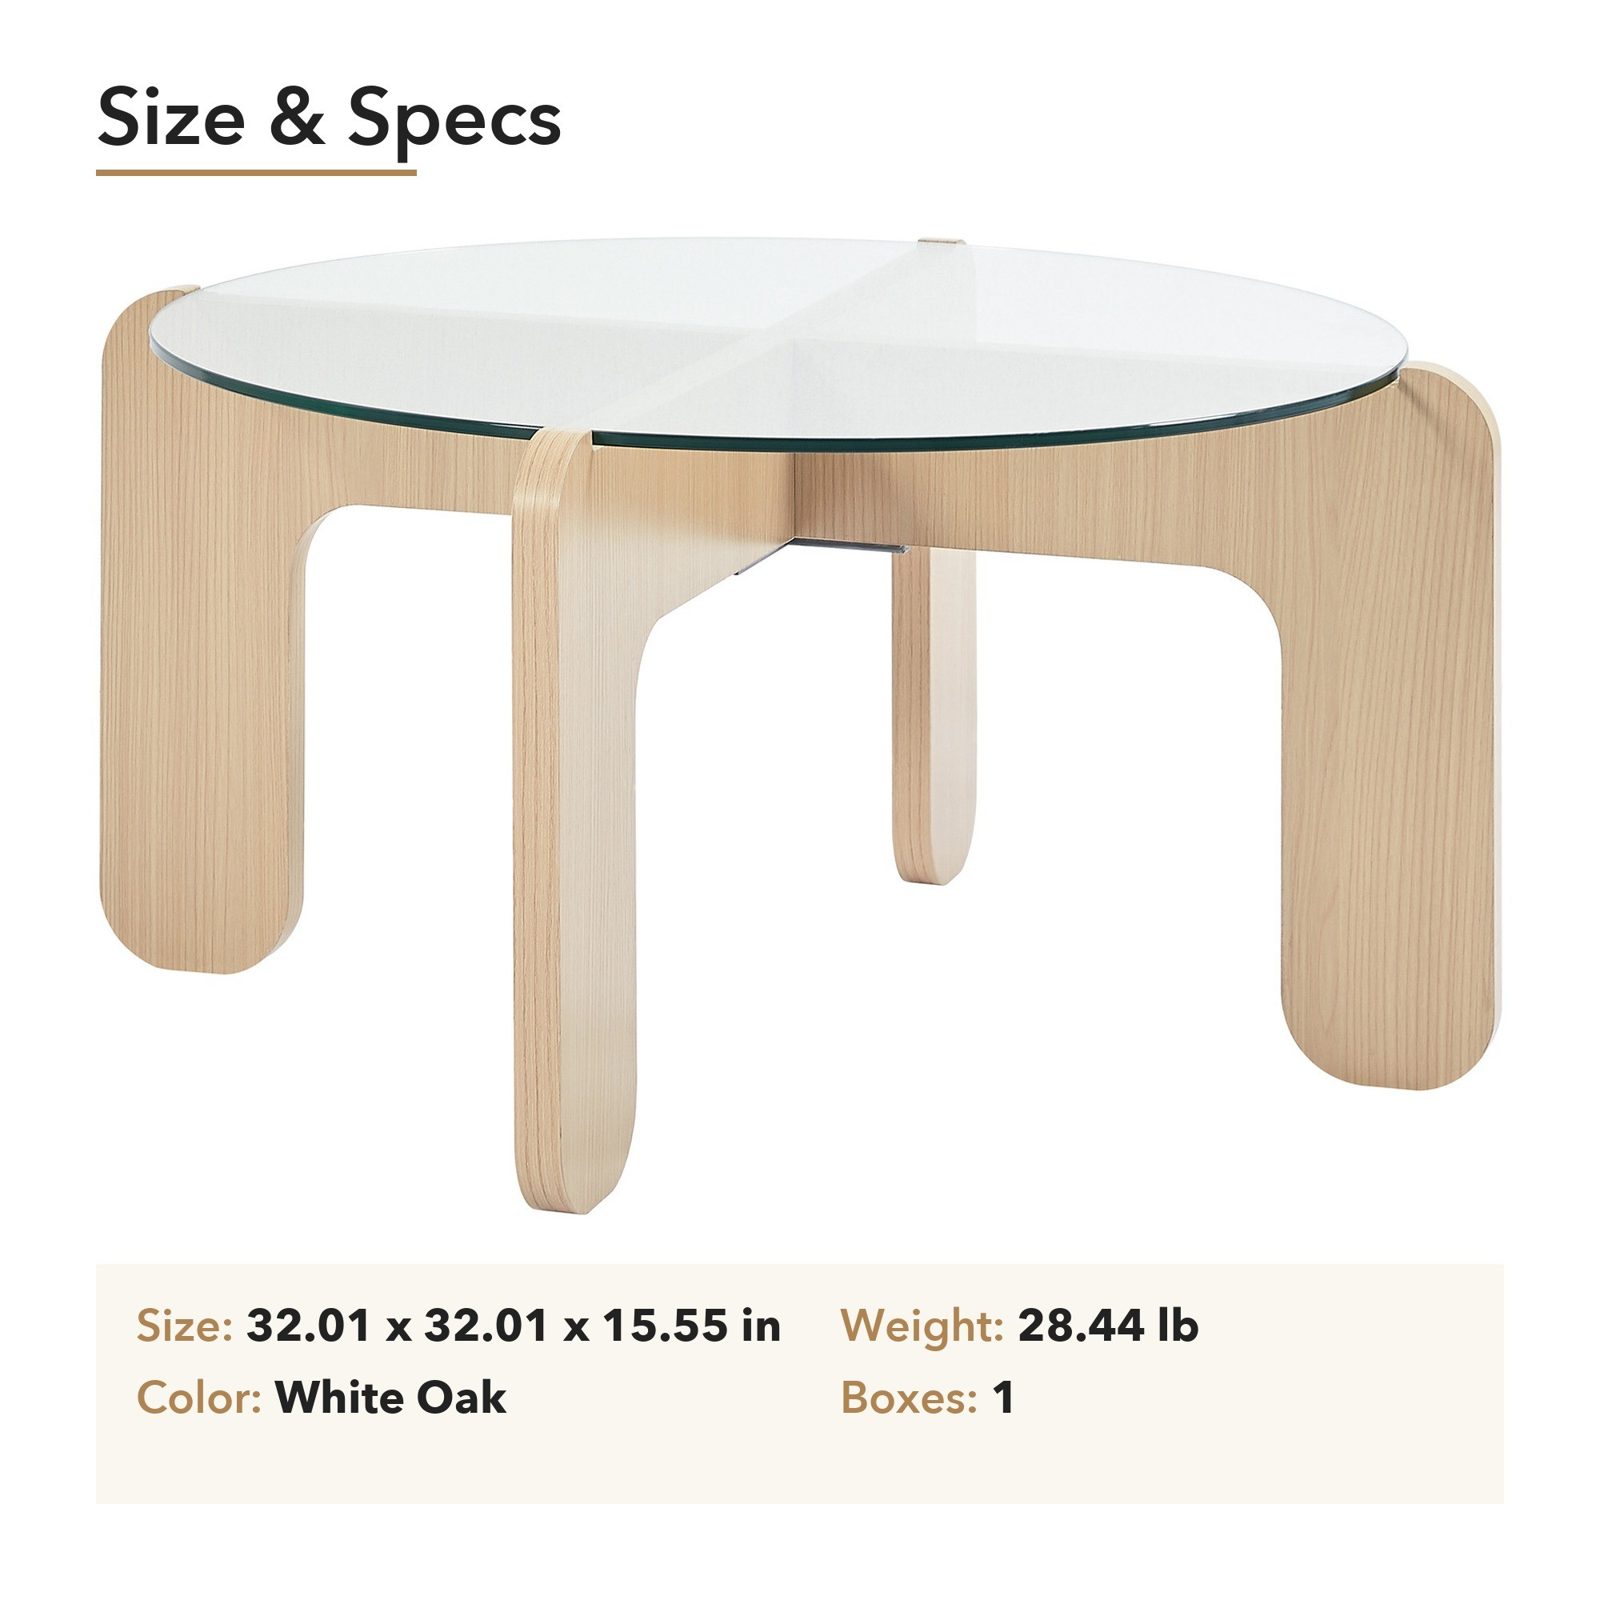 Size & Specs
Size: 32.01 x 32.01 x 15.55 in
Color: White Oak
Weight: 28.44 lb
Boxes: 1